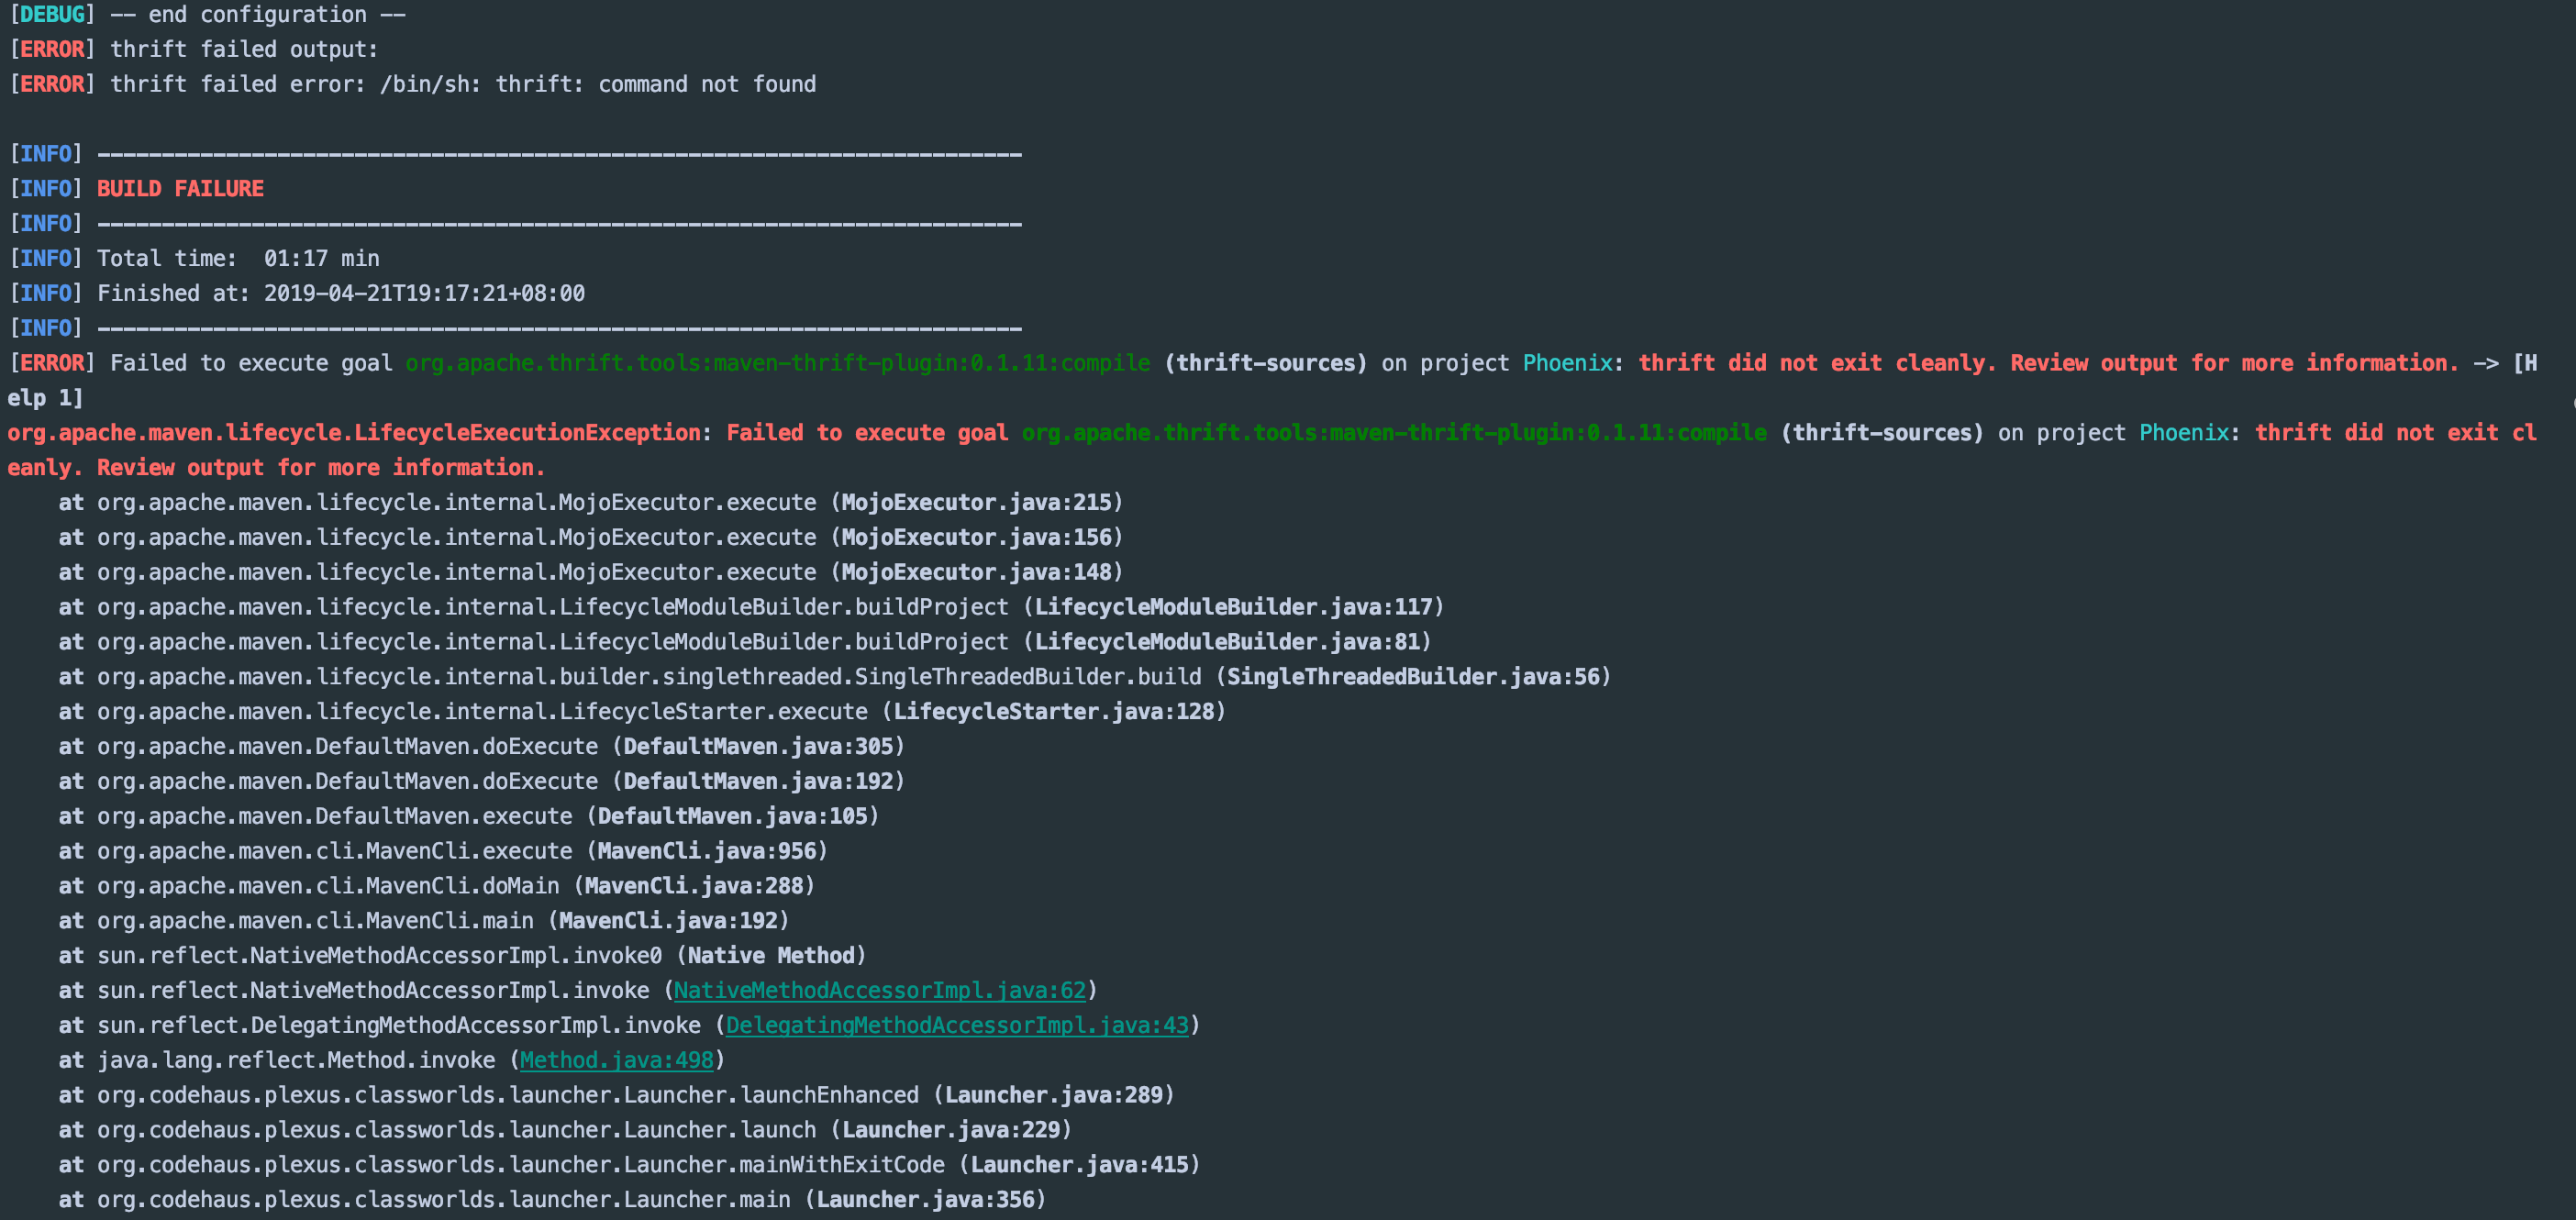 [DEBUG] -- end configuration --
[ERROR] thrift failed output:
[ERROR] thrift failed error: /bin/sh: thrift: command not found
[INFO] ------------------------------------------------------------------------
[INFO] BUILD FAILURE
[INFO] ------------------------------------------------------------------------
[INFO] Total time:  01:17 min
[INFO] Finished at: 2019-04-21T19:17:21+08:00
[INFO] ------------------------------------------------------------------------
[ERROR] Failed to execute goal org.apache.thrift.tools:maven-thrift-plugin:0.1.11:compile (thrift-sources) on project Phoenix: thrift did not exit cleanly. Review output for more information. -> [H
elp 1]
org.apache.maven.lifecycle.LifecycleExecutionException: Failed to execute goal org.apache.thrift.tools:maven-thrift-plugin:0.1.11:compile (thrift-sources) on project Phoenix: thrift did not exit cl
eanly. Review output for more information.
    at org.apache.maven.lifecycle.internal.MojoExecutor.execute (MojoExecutor.java:215)
    at org.apache.maven.lifecycle.internal.MojoExecutor.execute (MojoExecutor.java:156)
    at org.apache.maven.lifecycle.internal.MojoExecutor.execute (MojoExecutor.java:148)
    at org.apache.maven.lifecycle.internal.LifecycleModuleBuilder.buildProject (LifecycleModuleBuilder.java:117)
    at org.apache.maven.lifecycle.internal.LifecycleModuleBuilder.buildProject (LifecycleModuleBuilder.java:81)
    at org.apache.maven.lifecycle.internal.builder.singlethreaded.SingleThreadedBuilder.build (SingleThreadedBuilder.java:56)
    at org.apache.maven.lifecycle.internal.LifecycleStarter.execute (LifecycleStarter.java:128)
    at org.apache.maven.DefaultMaven.doExecute (DefaultMaven.java:305)
    at org.apache.maven.DefaultMaven.doExecute (DefaultMaven.java:192)
    at org.apache.maven.DefaultMaven.execute (DefaultMaven.java:105)
    at org.apache.maven.cli.MavenCli.execute (MavenCli.java:956)
    at org.apache.maven.cli.MavenCli.doMain (MavenCli.java:288)
    at org.apache.maven.cli.MavenCli.main (MavenCli.java:192)
    at sun.reflect.NativeMethodAccessorImpl.invoke0 (Native Method)
    at sun.reflect.NativeMethodAccessorImpl.invoke (NativeMethodAccessorImpl.java:62)
    at sun.reflect.DelegatingMethodAccessorImpl.invoke (DelegatingMethodAccessorImpl.java:43)
    at java.lang.reflect.Method.invoke (Method.java:498)
    at org.codehaus.plexus.classworlds.launcher.Launcher.launchEnhanced (Launcher.java:289)
    at org.codehaus.plexus.classworlds.launcher.Launcher.launch (Launcher.java:229)
    at org.codehaus.plexus.classworlds.launcher.Launcher.mainWithExitCode (Launcher.java:415)
    at org.codehaus.plexus.classworlds.launcher.Launcher.main (Launcher.java:356)